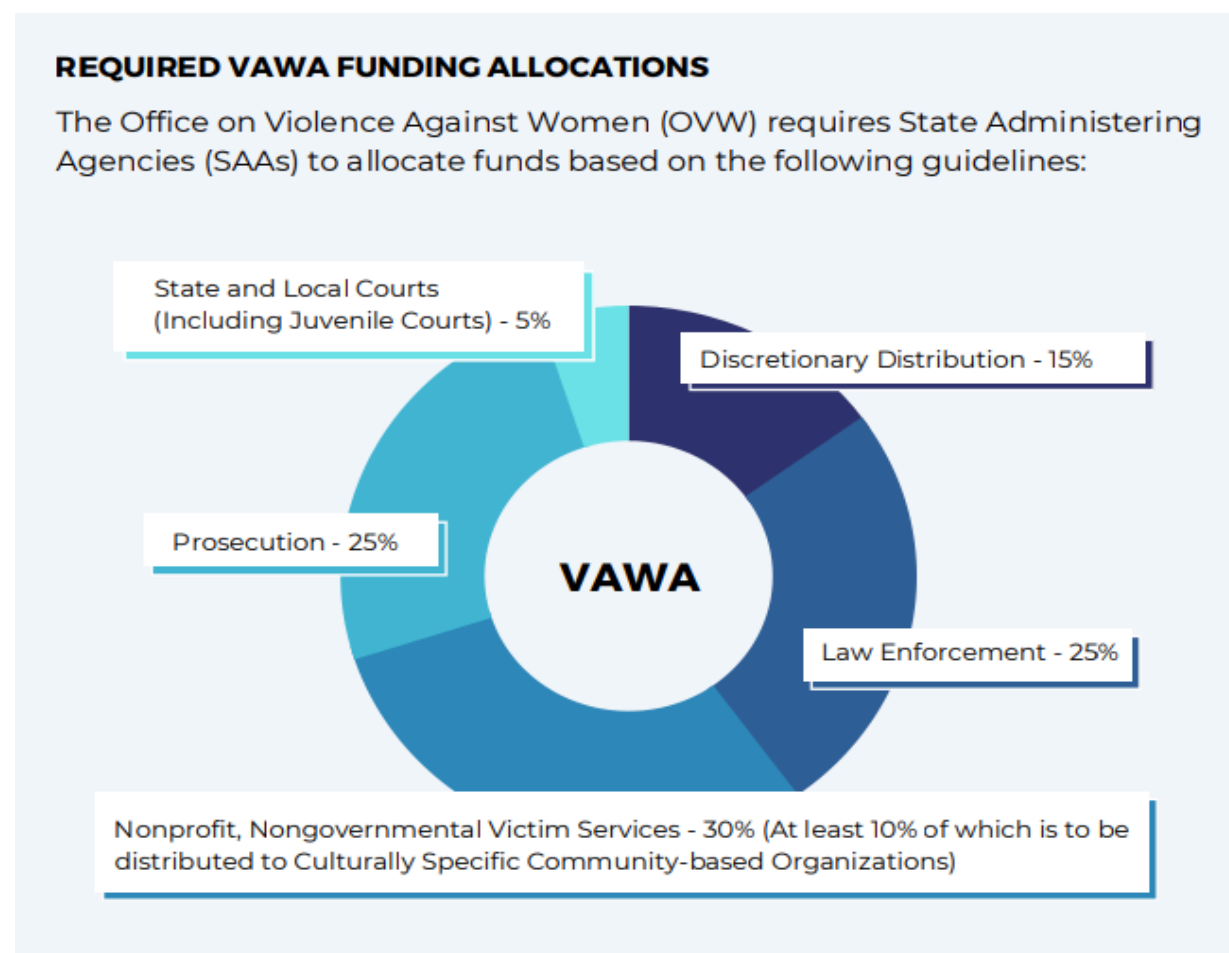 REQUIRED VAWA FUNDING ALLOCATIONS
The Office on Violence Against Women (OVW) requires State Administering
Agencies (SAAs) to allocate funds based on the following guidelines:
State and Local Courts
(Including Juvenile Courts) - 5%
Discretionary Distribution - 15%
Prosecution - 25%
VAWA
Law Enforcement - 25%
Nonprofit, Nongovernmental Victim Services - 30% (At least 10% of which is to be
distributed to Culturally Specific Community-based Organizations)